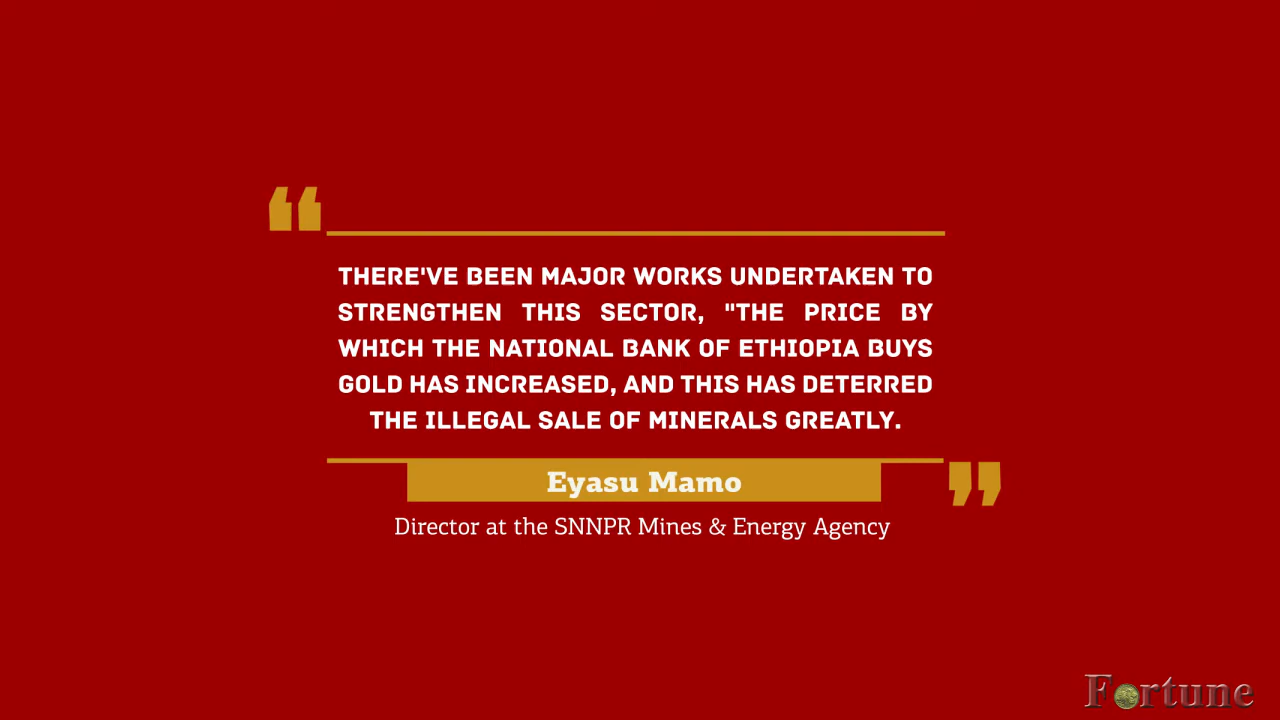 THERE'VE BEEN MAJOR WORKS UNDERTAKEN TO
STRENGTHEN THIS SECTOR, "THE PRICE BY
WHICH THE NATIONAL BANK OF ETHIOPIA BUYS
GOLD HAS INCREASED, AND THIS HAS DETERRED
THE ILLEGAL SALE OF MINERALS GREATLY.
Eyasu Mamo
Director at the SNNPR Mines & Energy Agency
Fortune